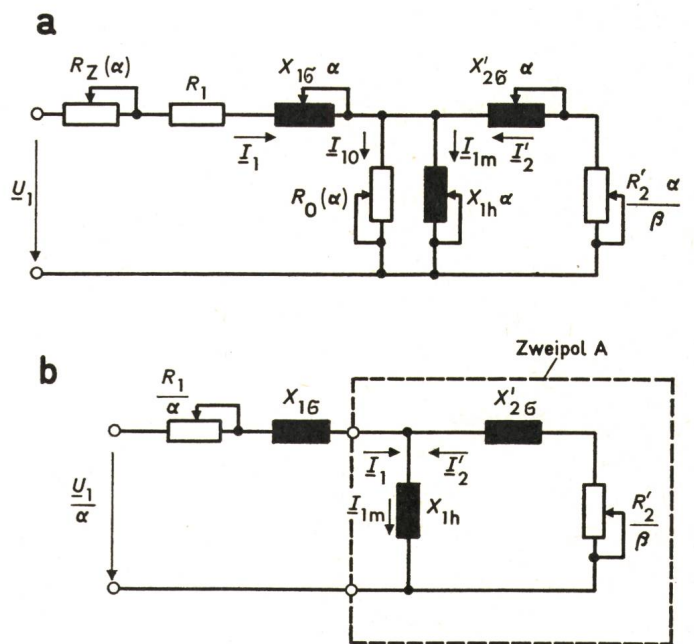 a
R_Z(α)
R_1
X_1σ α
X'_2σ α
I_1
I_10
I_1m
I'_2
U_1
R_0(α)
X_1h α
R'_2 α
β
b
Zweipol A
R_1
α
X_1σ
X'_2σ
I_1
I'_2
U_1
α
I_1m
X_1h
R'_2
β